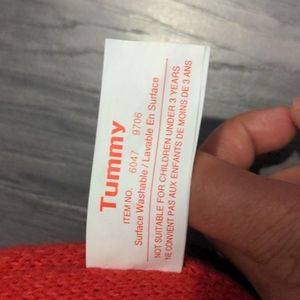 Tummy
ITEM NO. 6047 9706
Surface Washable / Lavable En Surface
NOT SUITABLE FOR CHILDREN UNDER 3 YEARS
NE CONVIENT PAS AUX ENFANTS DE MOINS DE 3 ANS